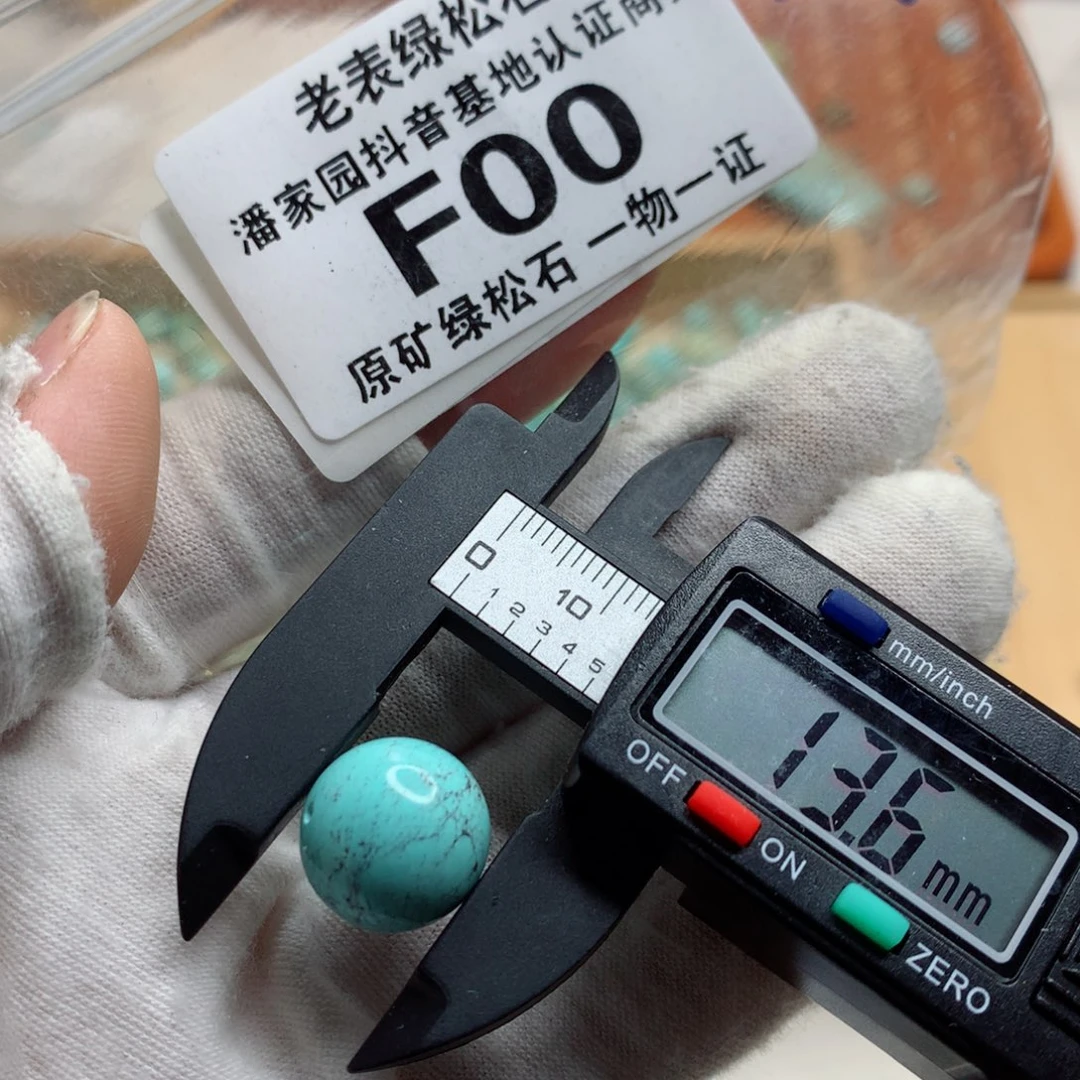 老表绿松石
潘家园抖音基地认证商
F00
原矿绿松石 一物一证
0 10
1 2 3 4 5
mm/inch
OFF
ON
ZERO
13.6 mm